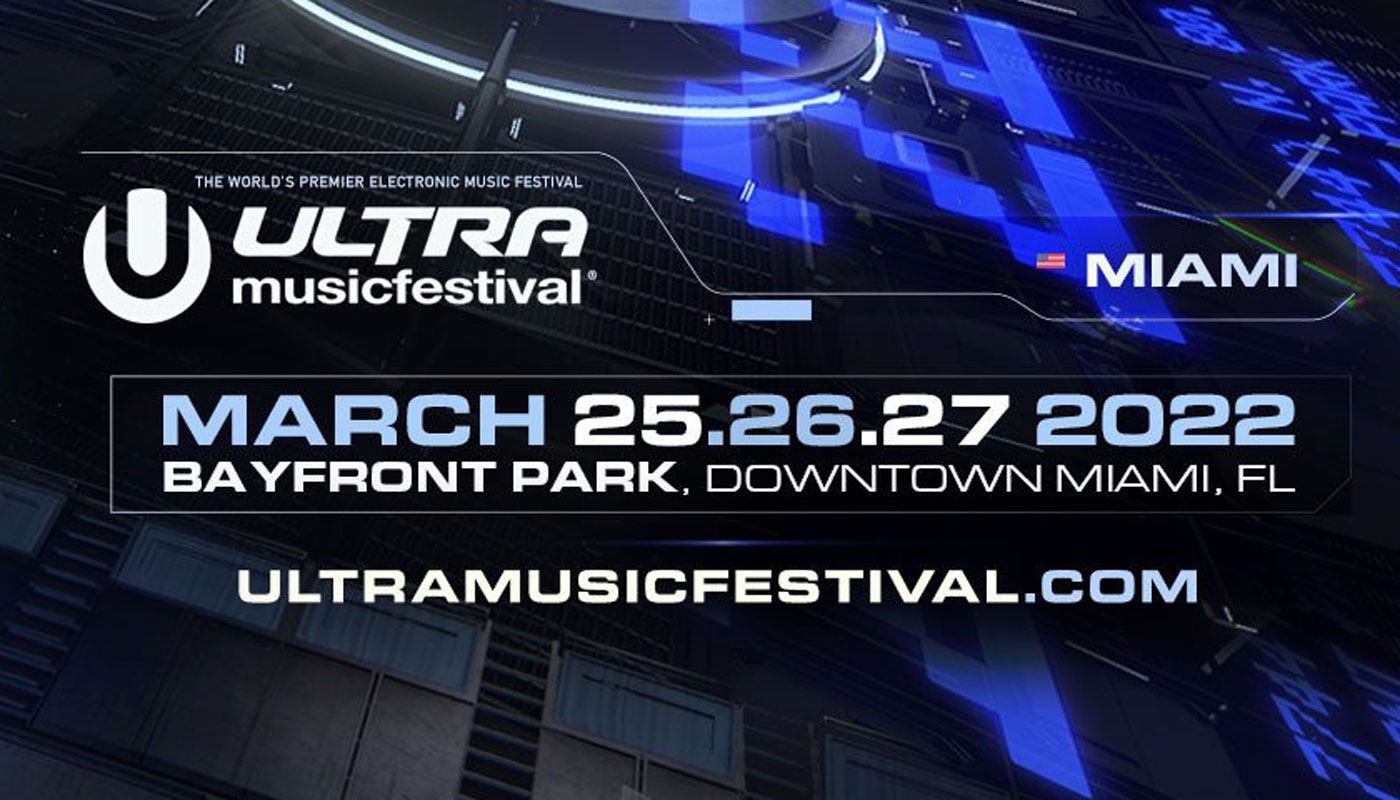 THE WORLD'S PREMIER ELECTRONIC MUSIC FESTIVAL
ULTRA
musicfestival®
MIAMI
MARCH 25.26.27 2022
BAYFRONT PARK, DOWNTOWN MIAMI, FL
ULTRAMUSICFESTIVAL.COM